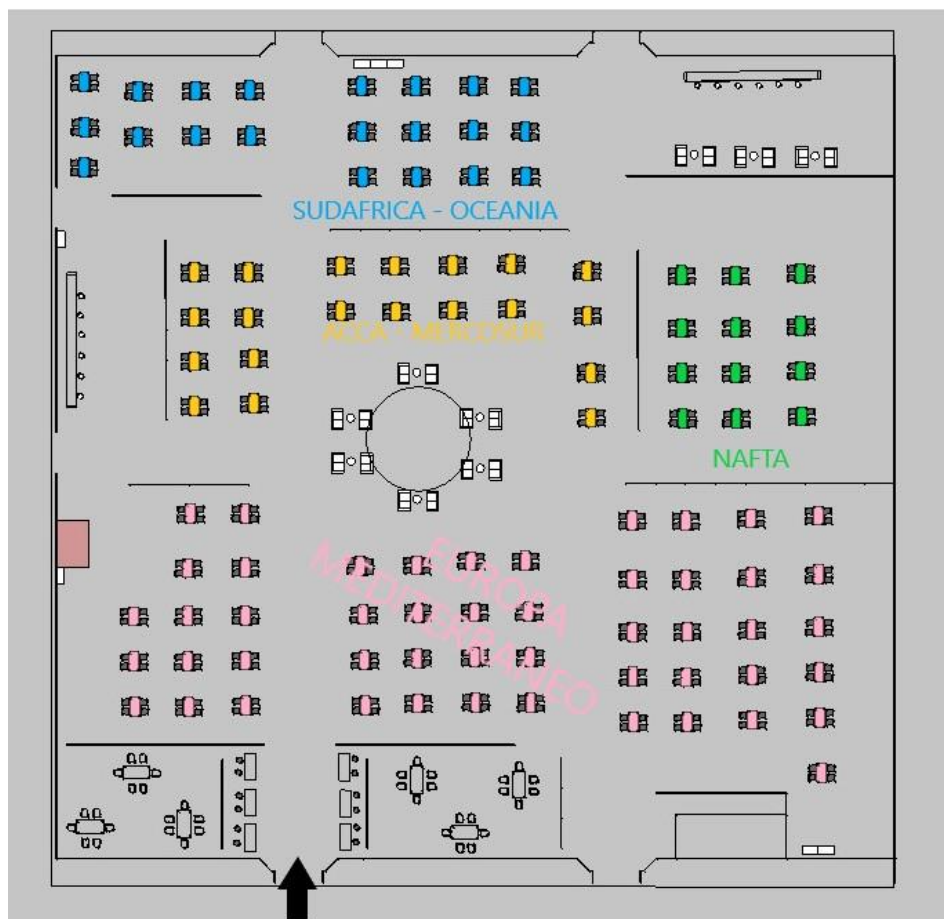 SUDAFRICA - OCEANIA
ACCA - MERCOSUR
NAFTA
EUROPA
MEDITERRANEO